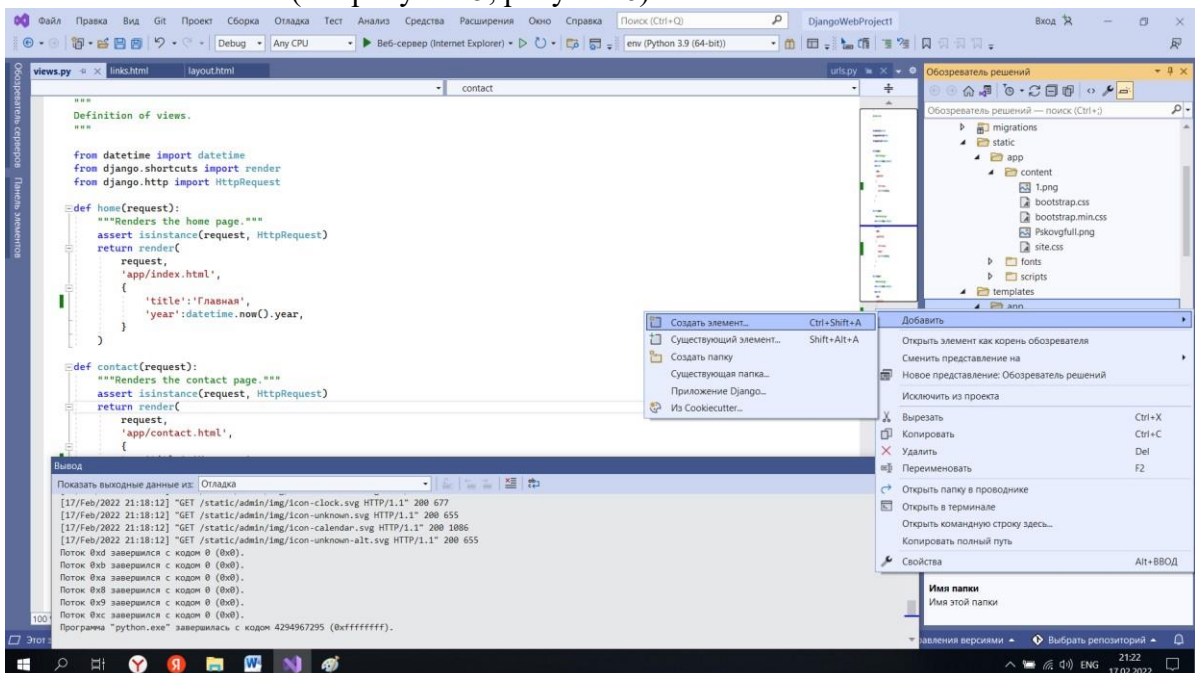 Файл Правка Вид Git Проект Сборка Отладка Тест Анализ Средства Расширения Окно Справка Поиск (Ctrl+Q) DjangoWebProject1 Вход
Debug Any CPU Веб-сервер (Internet Explorer) env (Python 3.9 (64-bit))
Обозреватель серверов
Панель элементов
views.py links.html layout.html urls.py
contact
"""
Definition of views.
"""
from datetime import datetime
from django.shortcuts import render
from django.http import HttpRequest
def home(request):
"""Renders the home page."""
assert isinstance(request, HttpRequest)
return render(
request,
'app/index.html',
{
'title':'Главная',
'year':datetime.now().year,
}
)
def contact(request):
"""Renders the contact page."""
assert isinstance(request, HttpRequest)
return render(
request,
'app/contact.html',
{
Обозреватель решений
Обозреватель решений — поиск (Ctrl+;)
migrations
static
app
content
1.png
bootstrap.css
bootstrap.min.css
Pskovgfull.png
site.css
fonts
scripts
templates
app
Создать элемент... Ctrl+Shift+A
Существующий элемент... Shift+Alt+A
Создать папку
Существующая папка...
Приложение Django...
Из Cookiecutter...
Добавить
Открыть элемент как корень обозревателя
Сменить представление на
Новое представление: Обозреватель решений
Исключить из проекта
Вырезать Ctrl+X
Копировать Ctrl+C
Удалить Del
Переименовать F2
Открыть папку в проводнике
Открыть в терминале
Открыть командную строку здесь...
Копировать полный путь
Свойства Alt+ВВОД
Имя папки
Имя этой папки
Вывод
Показать выходные данные из: Отладка
[17/Feb/2022 21:18:12] "GET /static/admin/img/icon-clock.svg HTTP/1.1" 200 677
[17/Feb/2022 21:18:12] "GET /static/admin/img/icon-unknown.svg HTTP/1.1" 200 655
[17/Feb/2022 21:18:12] "GET /static/admin/img/icon-calendar.svg HTTP/1.1" 200 1086
[17/Feb/2022 21:18:12] "GET /static/admin/img/icon-unknown-alt.svg HTTP/1.1" 200 655
Поток 0xd завершился с кодом 0 (0x0).
Поток 0xb завершился с кодом 0 (0x0).
Поток 0xa завершился с кодом 0 (0x0).
Поток 0x8 завершился с кодом 0 (0x0).
Поток 0x9 завершился с кодом 0 (0x0).
Поток 0xc завершился с кодом 0 (0x0).
Программа "python.exe" завершилась с кодом 4294967295 (0xffffffff).
100
Этот Выбрать репозиторий
ENG 21:22
17.02.2022